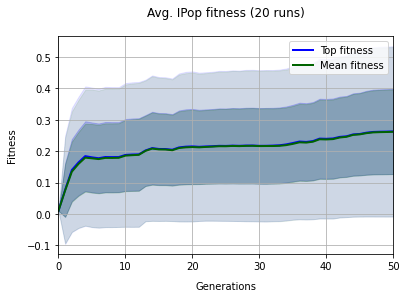 Avg. IPop fitness (20 runs)
Top fitness
Mean fitness
0.5
0.4
0.3
0.2
0.1
0.0
−0.1
Fitness
0 10 20 30 40 50
Generations